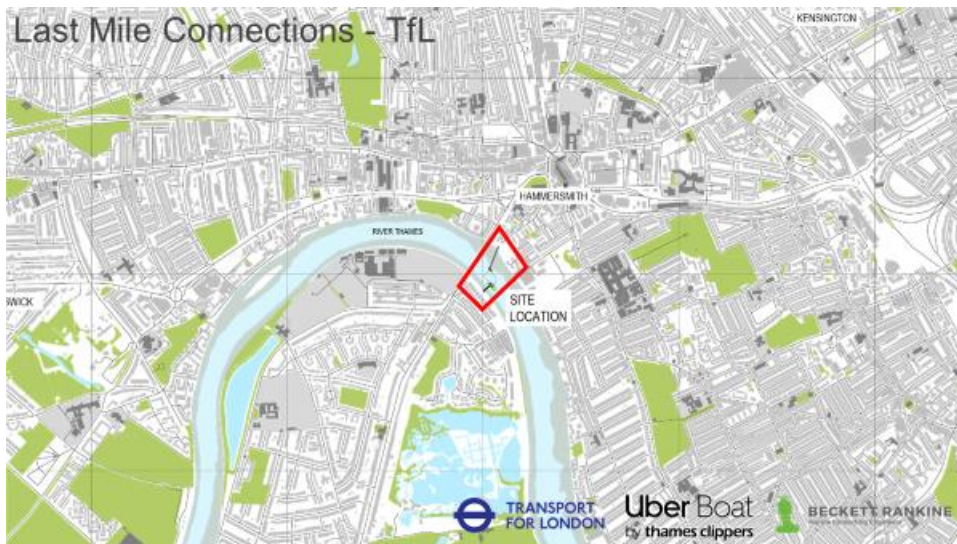 Last Mile Connections - TfL
KENSINGTON
HAMMERSMITH
RIVER THAMES
SWICK
SITE
LOCATION
TRANSPORT
FOR LONDON
Uber Boat
by thames clippers
BECKETT RANKINE